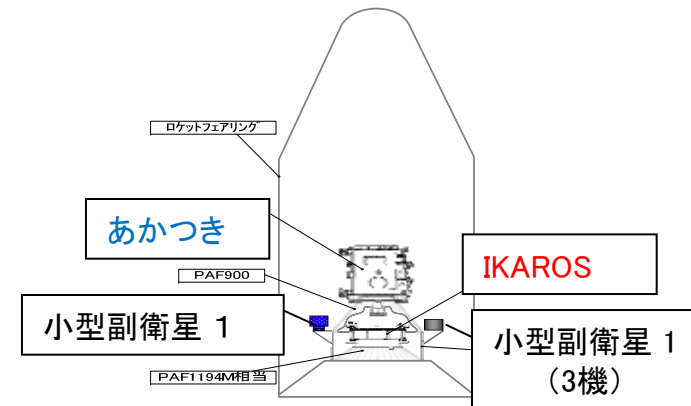 ロケットフェアリング
あかつき
IKAROS
PAF900
小型副衛星 1
小型副衛星 1
(3機)
PAF1194M相当